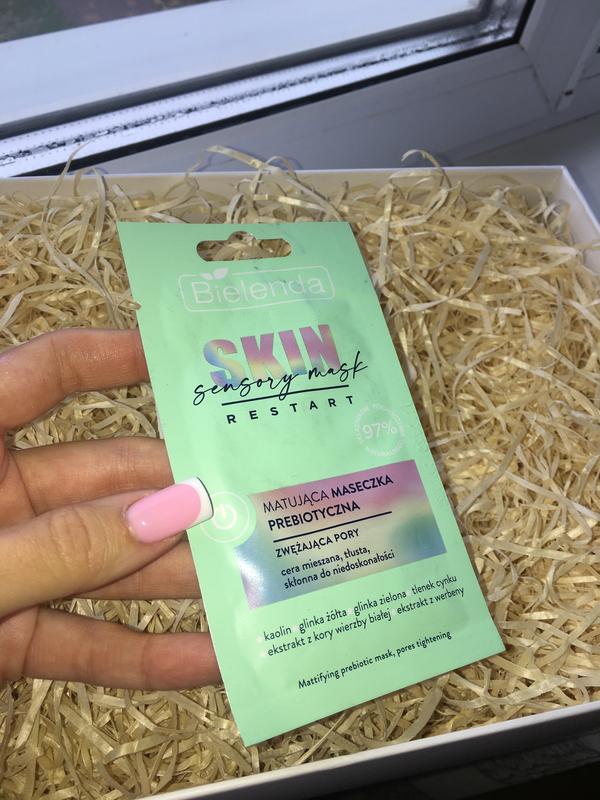 Bielenda
SKIN
sensory mask
RESTART
97%
MATUJĄCA MASECZKA
PREBIOTYCZNA
ZWĘŻAJĄCA PORY
cera mieszana, tłusta,
skłonna do niedoskonałości
kaolin glinka żółta glinka zielona tlenek cynku
ekstrakt z kory wierzby białej ekstrakt z werbeny
Mattifying prebiotic mask, pores tightening